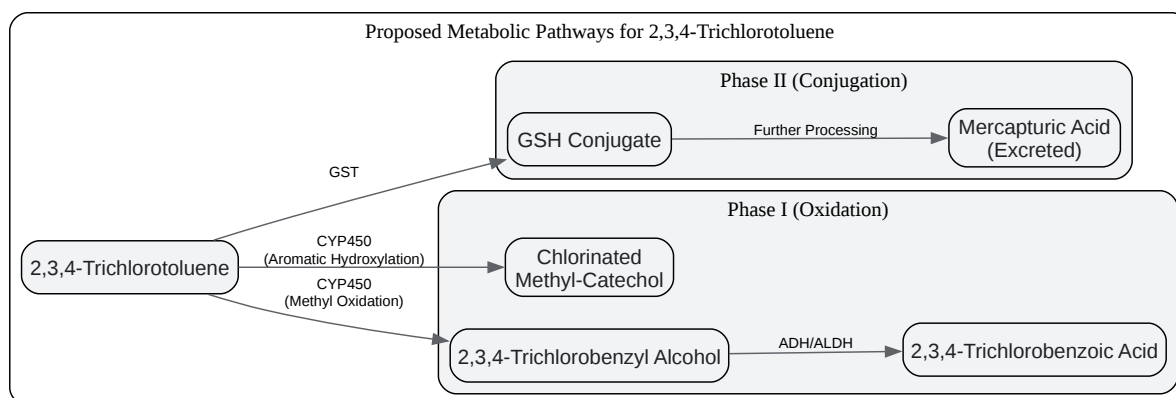 Proposed Metabolic Pathways for 2,3,4-Trichlorotoluene
Phase II (Conjugation)
GSH Conjugate
Further Processing
Mercapturic Acid
(Excreted)
GST
Phase I (Oxidation)
2,3,4-Trichlorotoluene
CYP450
(Aromatic Hydroxylation)
Chlorinated
Methyl-Catechol
CYP450
(Methyl Oxidation)
2,3,4-Trichlorobenzyl Alcohol
ADH/ALDH
2,3,4-Trichlorobenzoic Acid